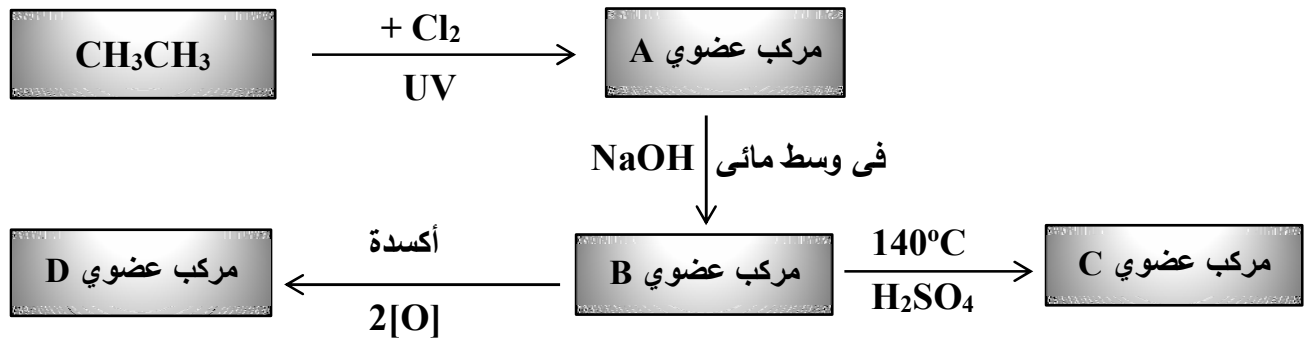 CH₃CH₃
+ Cl₂
UV
مركب عضوي A
NaOH
فى وسط مائى
مركب عضوي B
140ºC
H₂SO₄
مركب عضوي C
أكسدة
2[O]
مركب عضوي D